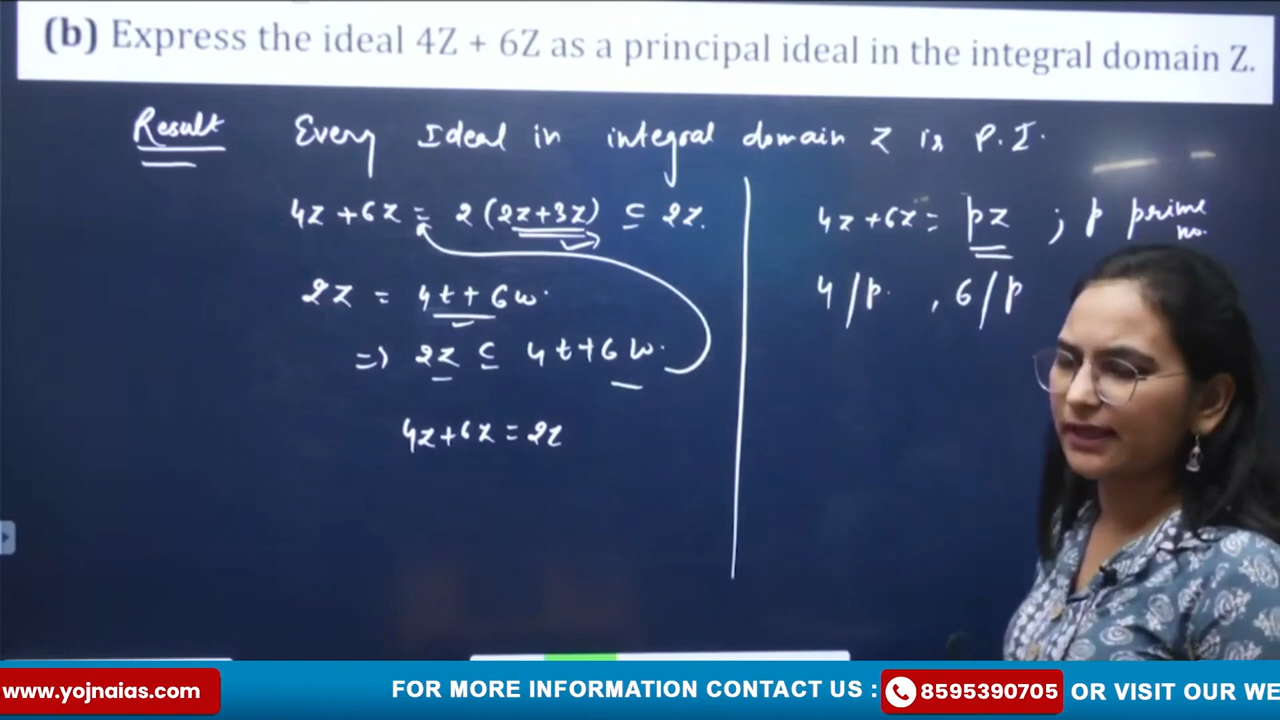 (b) Express the ideal 4Z + 6Z as a principal ideal in the integral domain Z.
Result Every Ideal in integral domain Z is P.I.
4Z + 6Z = 2(2Z+3Z) ⊆ 2Z.
2Z = 4t + 6w.
=> 2Z ⊆ 4t + 6w.
4Z+6Z = 2Z
4Z+6Z = pZ ; p prime no.
4/p. , 6/p
www.yojnaias.com
FOR MORE INFORMATION CONTACT US : 8595390705 OR VISIT OUR WE